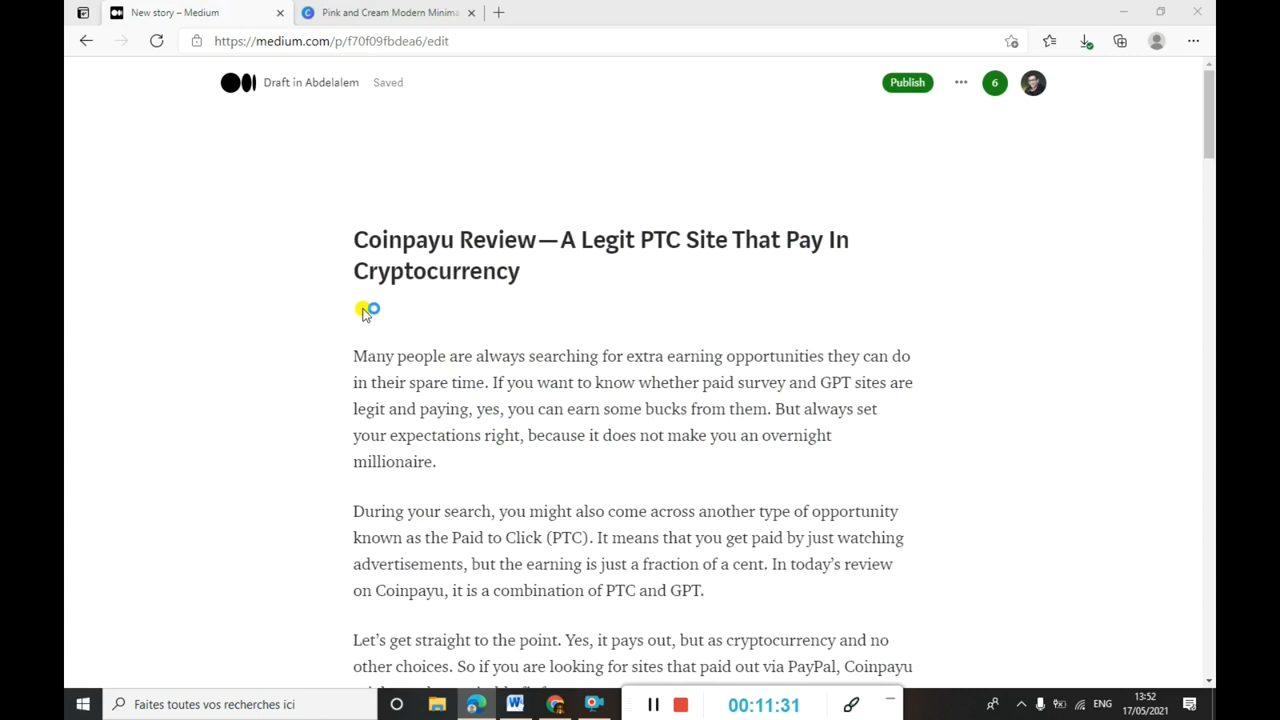 New story – Medium
Pink and Cream Modern Minima
https://medium.com/p/f70f09fbdea6/edit
Draft in Abdelalem Saved
Publish
6
Coinpayu Review — A Legit PTC Site That Pay In
Cryptocurrency
Many people are always searching for extra earning opportunities they can do
in their spare time. If you want to know whether paid survey and GPT sites are
legit and paying, yes, you can earn some bucks from them. But always set
your expectations right, because it does not make you an overnight
millionaire.
During your search, you might also come across another type of opportunity
known as the Paid to Click (PTC). It means that you get paid by just watching
advertisements, but the earning is just a fraction of a cent. In today’s review
on Coinpayu, it is a combination of PTC and GPT.
Let’s get straight to the point. Yes, it pays out, but as cryptocurrency and no
other choices. So if you are looking for sites that paid out via PayPal, Coinpayu
Faites toutes vos recherches ici
00:11:31
ENG
13:52
17/05/2021